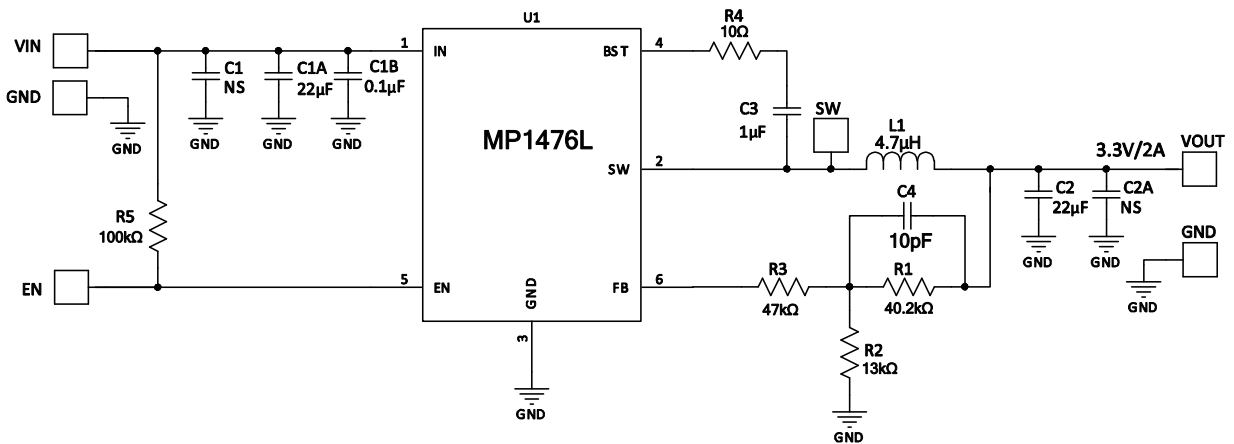 U1
VIN
GND
GND
C1
NS
GND
C1A
22µF
GND
C1B
0.1µF
GND
1
IN
MP1476L
BST
4
R4
10Ω
C3
1µF
SW
SW
2
L1
4.7µH
3.3V/2A
VOUT
C2
22µF
GND
C2A
NS
GND
GND
GND
C4
10pF
R5
100kΩ
EN
5
EN
GND
3
GND
FB
6
R3
47kΩ
R1
40.2kΩ
R2
13kΩ
GND